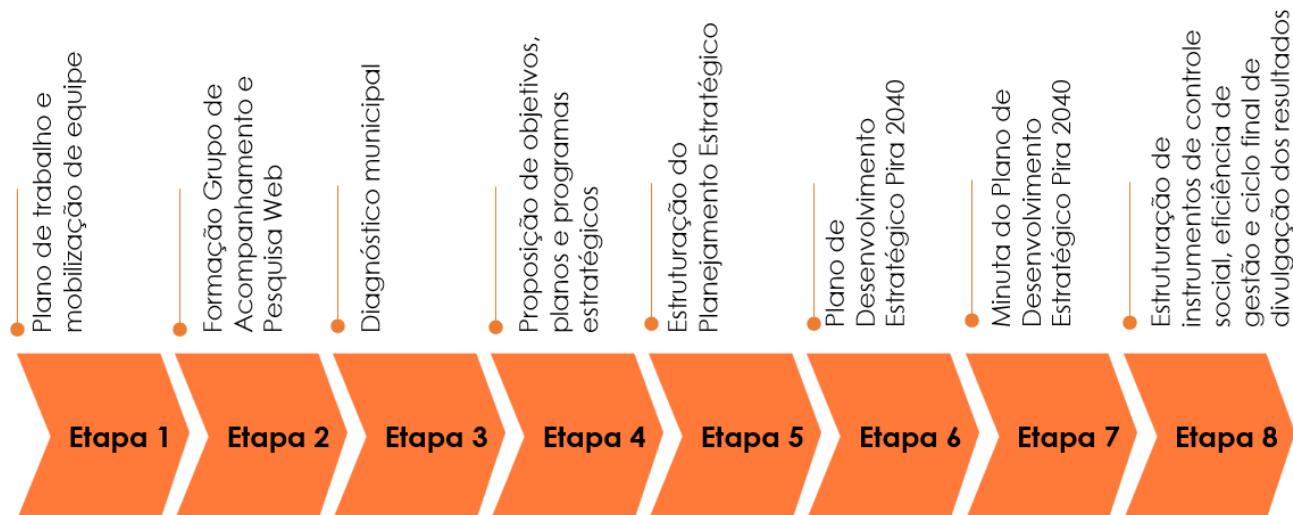 Plano de trabalho e
mobilização de equipe
Formação Grupo de
Acompanhamento e
Pesquisa Web
Diagnóstico municipal
Proposição de objetivos,
planos e programas
estratégicos
Estruturação do
Planejamento Estratégico
Plano de
Desenvolvimento
Estratégico Pira 2040
Minuta do Plano de
Desenvolvimento
Estratégico Pira 2040
Estruturação de
instrumentos de controle
social, eficiência de
gestão e ciclo final de
divulgação dos resultados
Etapa 1
Etapa 2
Etapa 3
Etapa 4
Etapa 5
Etapa 6
Etapa 7
Etapa 8